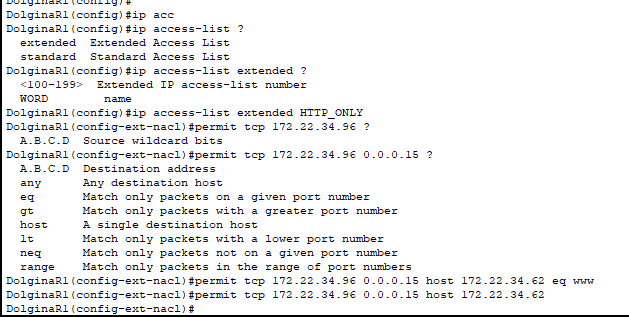 DolginaR1(config)#
DolginaR1(config)#ip acc
DolginaR1(config)#ip access-list ?
extended Extended Access List
standard Standard Access List
DolginaR1(config)#ip access-list extended ?
<100-199> Extended IP access-list number
WORD name
DolginaR1(config)#ip access-list extended HTTP_ONLY
DolginaR1(config-ext-nacl)#permit tcp 172.22.34.96 ?
A.B.C.D Source wildcard bits
DolginaR1(config-ext-nacl)#permit tcp 172.22.34.96 0.0.0.15 ?
A.B.C.D Destination address
any Any destination host
eq Match only packets on a given port number
gt Match only packets with a greater port number
host A single destination host
lt Match only packets with a lower port number
neq Match only packets not on a given port number
range Match only packets in the range of port numbers
DolginaR1(config-ext-nacl)#permit tcp 172.22.34.96 0.0.0.15 host 172.22.34.62 eq www
DolginaR1(config-ext-nacl)#permit tcp 172.22.34.96 0.0.0.15 host 172.22.34.62
DolginaR1(config-ext-nacl)#